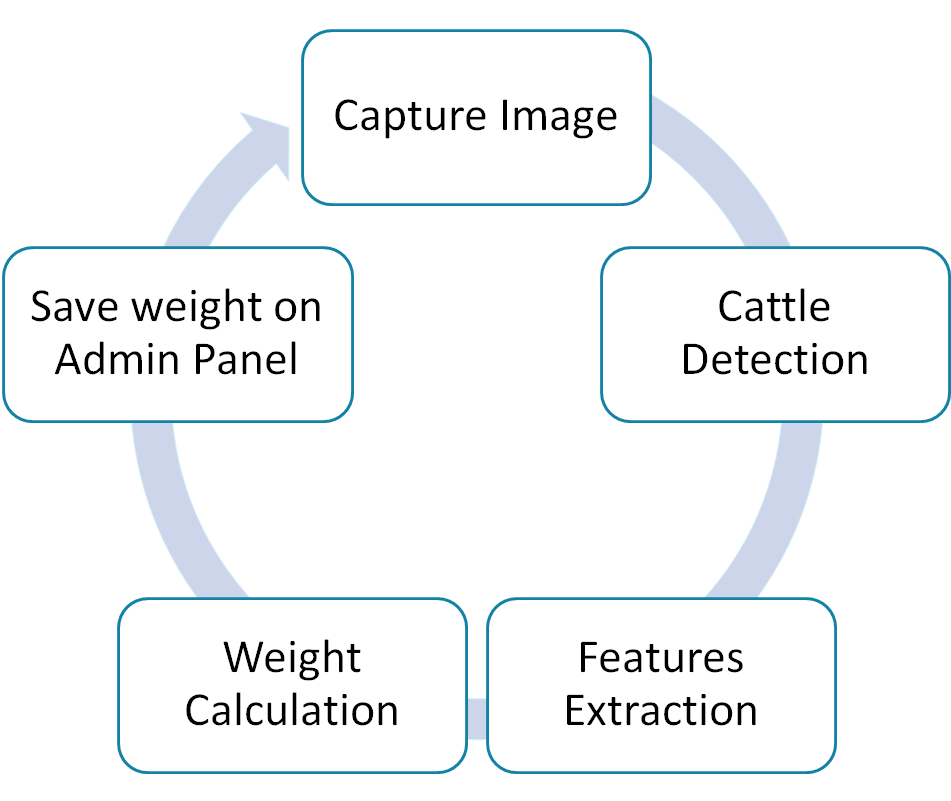 Capture Image
Cattle
Detection
Features
Extraction
Weight
Calculation
Save weight on
Admin Panel